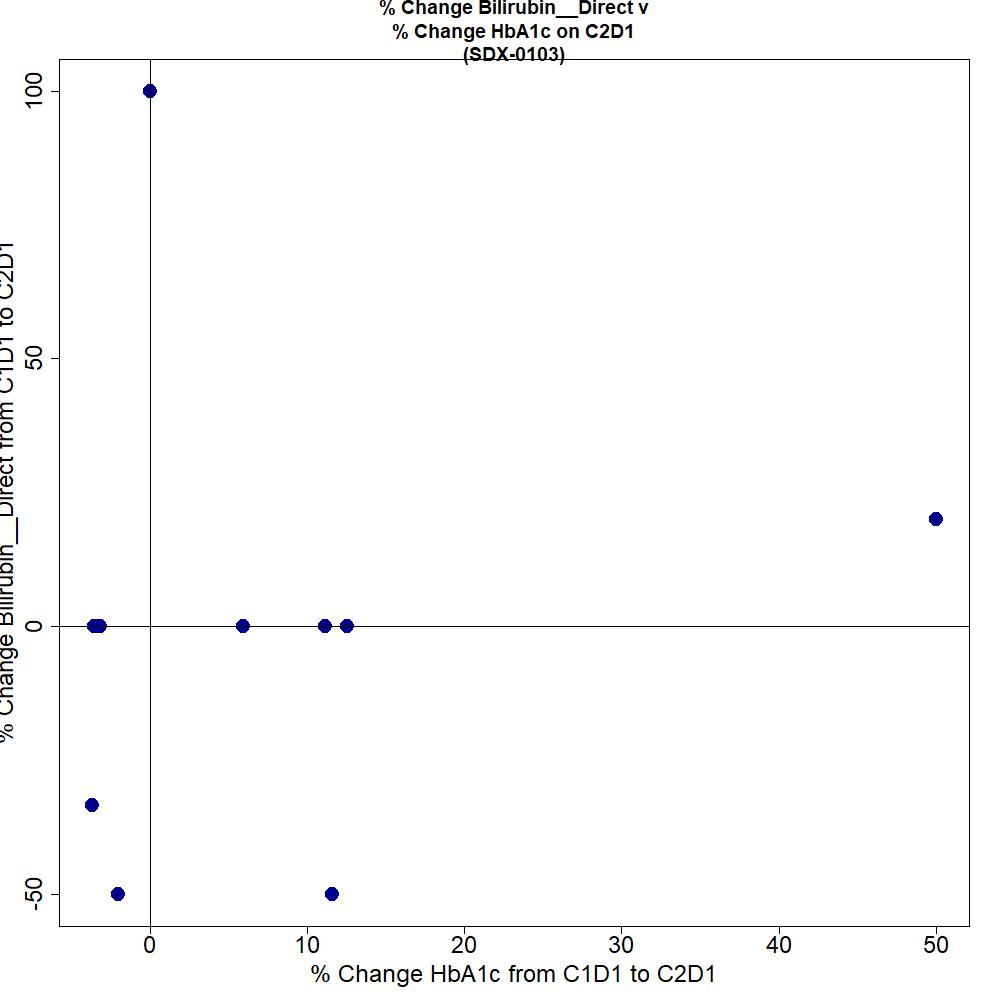 % Change Bilirubin__Direct v
% Change HbA1c on C2D1
(SDX-0103)
% Change Bilirubin__Direct from C1D1 to C2D1
100
50
0
-50
0 10 20 30 40 50
% Change HbA1c from C1D1 to C2D1